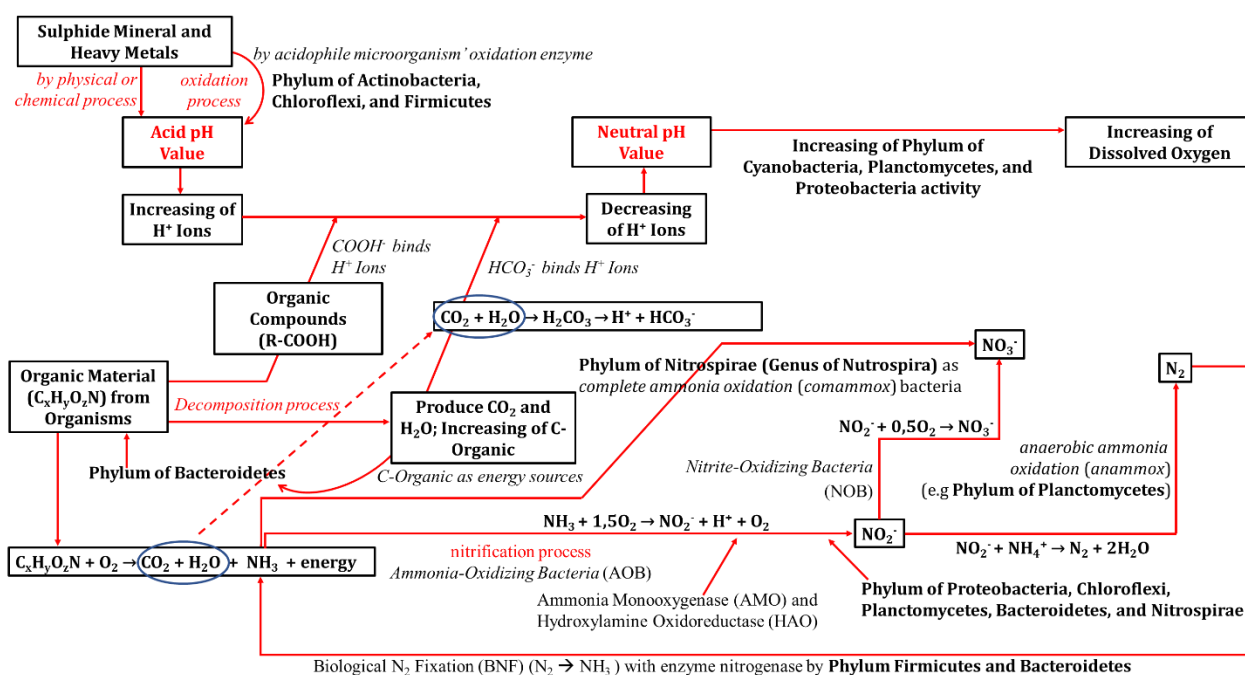 Sulphide Mineral and
Heavy Metals
by acidophile microorganism' oxidation enzyme
by physical or
chemical process
oxidation
process
Phylum of Actinobacteria,
Chloroflexi, and Firmicutes
Acid pH
Value
Neutral pH
Value
Increasing of Phylum of
Cyanobacteria, Planctomycetes, and
Proteobacteria activity
Increasing of
Dissolved Oxygen
Increasing of
H⁺ Ions
Decreasing
of H⁺ Ions
COOH⁻ binds
H⁺ Ions
HCO₃⁻ binds H⁺ Ions
Organic
Compounds
(R-COOH)
CO₂ + H₂O → H₂CO₃ → H⁺ + HCO₃⁻
Organic Material
(CₓHᵧO_zN) from
Organisms
Decomposition process
Produce CO₂ and
H₂O; Increasing of C-
Organic
Phylum of Bacteroidetes
C-Organic as energy sources
Phylum of Nitrospirae (Genus of Nutrospira) as
complete ammonia oxidation (comammox) bacteria
NO₃⁻
N₂
NO₂⁻ + 0,5O₂ → NO₃⁻
Nitrite-Oxidizing Bacteria
(NOB)
anaerobic ammonia
oxidation (anammox)
(e.g Phylum of Planctomycetes)
NH₃ + 1,5O₂ → NO₂⁻ + H⁺ + O₂
NO₂⁻
NO₂⁻ + NH₄⁺ → N₂ + 2H₂O
CₓHᵧO_zN + O₂ → CO₂ + H₂O + NH₃ + energy
nitrification process
Ammonia-Oxidizing Bacteria (AOB)
Ammonia Monooxygenase (AMO) and
Hydroxylamine Oxidoreductase (HAO)
Phylum of Proteobacteria, Chloroflexi,
Planctomycetes, Bacteroidetes, and Nitrospirae
Biological N₂ Fixation (BNF) (N₂ → NH₃ ) with enzyme nitrogenase by Phylum Firmicutes and Bacteroidetes